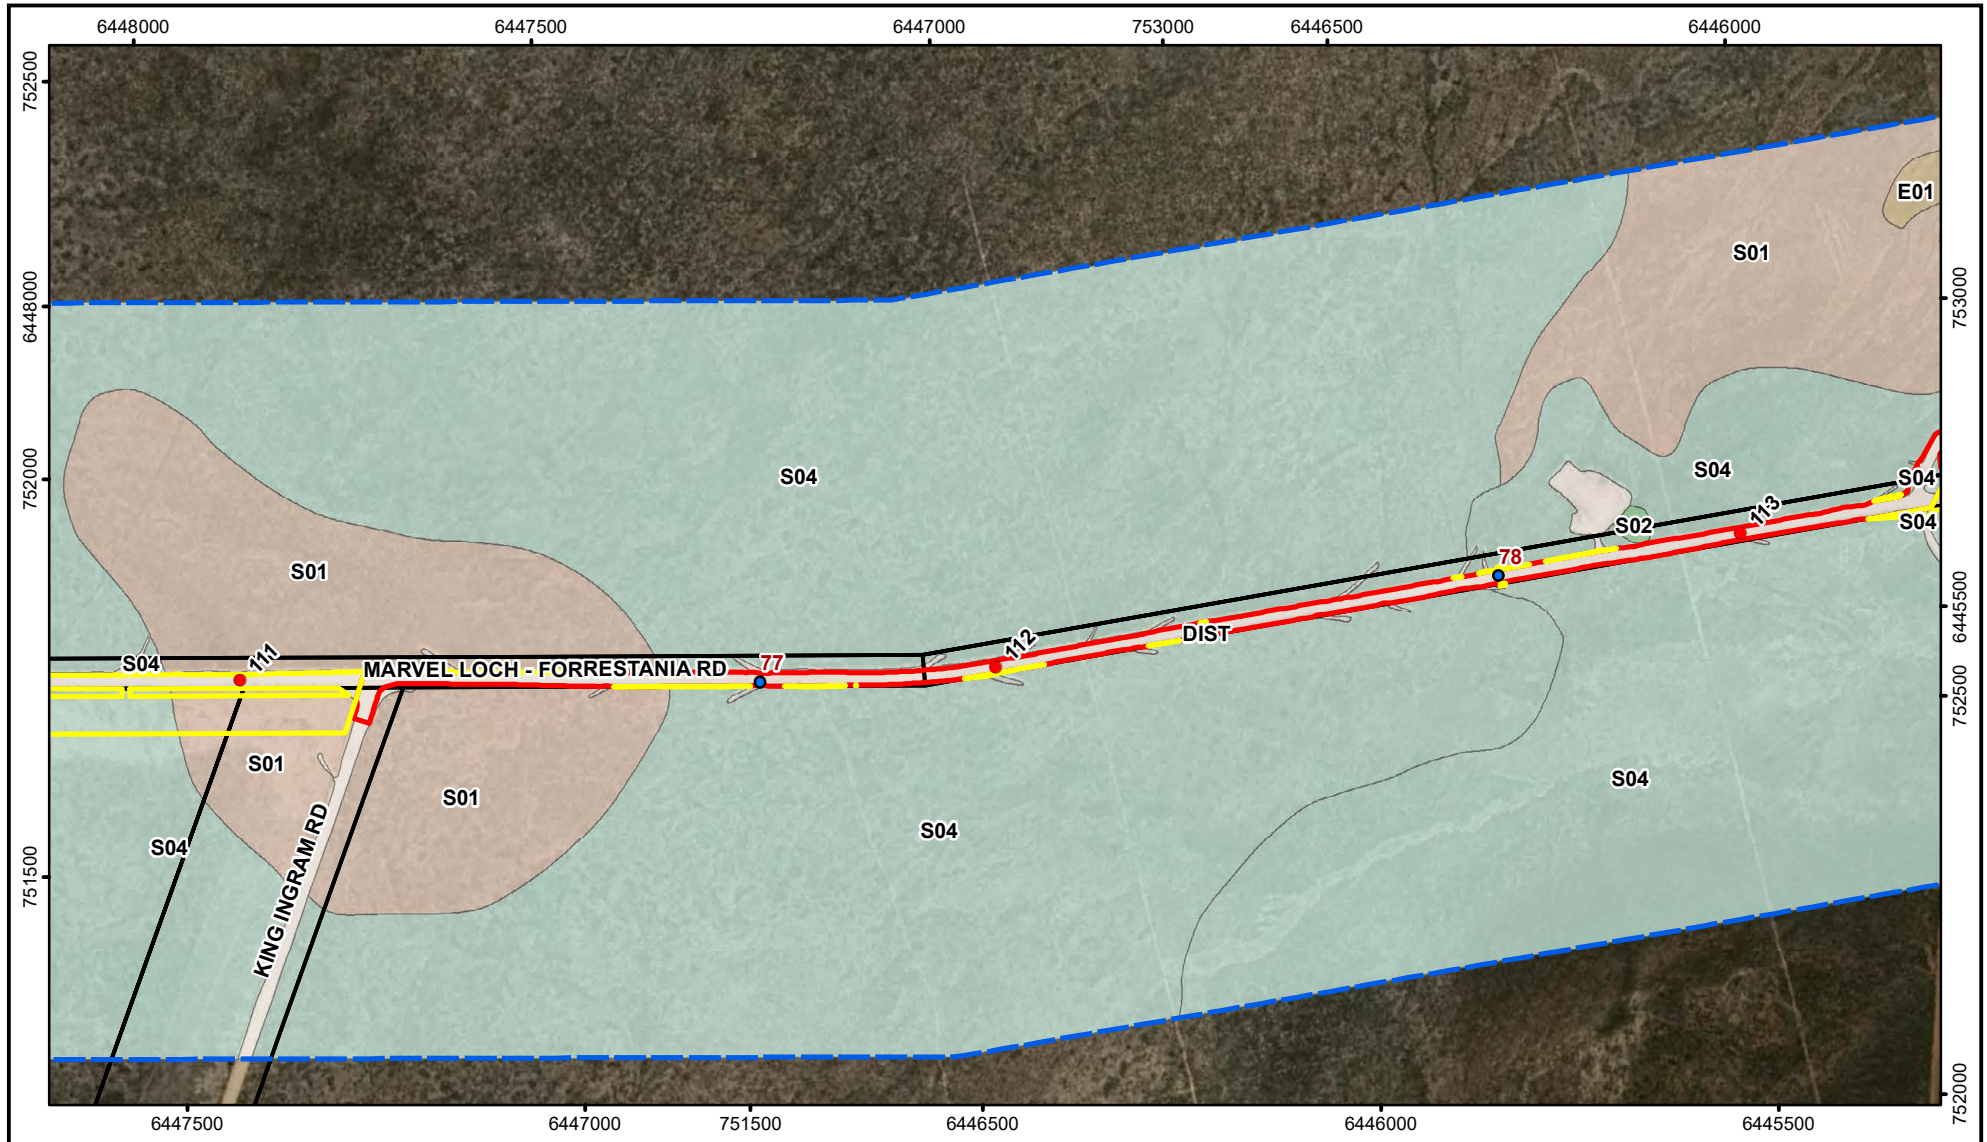 6448000 6447500 6447000 753000 6446500 6446000
752500
E01
S01
6448000
753000
752000
S04
S04
S04
113
S02
S04
78
S01
6445500
DIST
112
111
S04
MARVEL LOCH - FORRESTANIA RD
77
752500
S01
S04
S01
S04
S04
751500
KING INGRAM RD
752000
6447500 6447000 751500 6446500 6446000 6445500